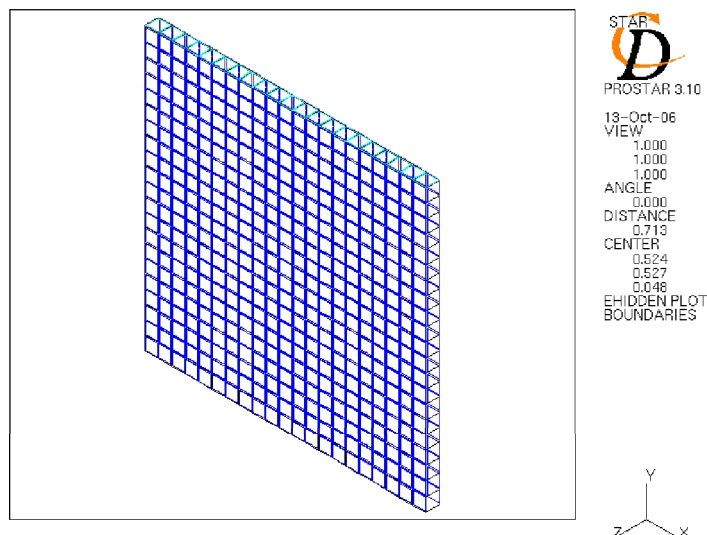 STAR
CD
PROSTAR 3.10
13-Oct-06
VIEW
1.000
1.000
1.000
ANGLE
0.000
DISTANCE
0.713
CENTER
0.524
0.527
0.048
EHIDDEN PLOT
BOUNDARIES
Y
Z X